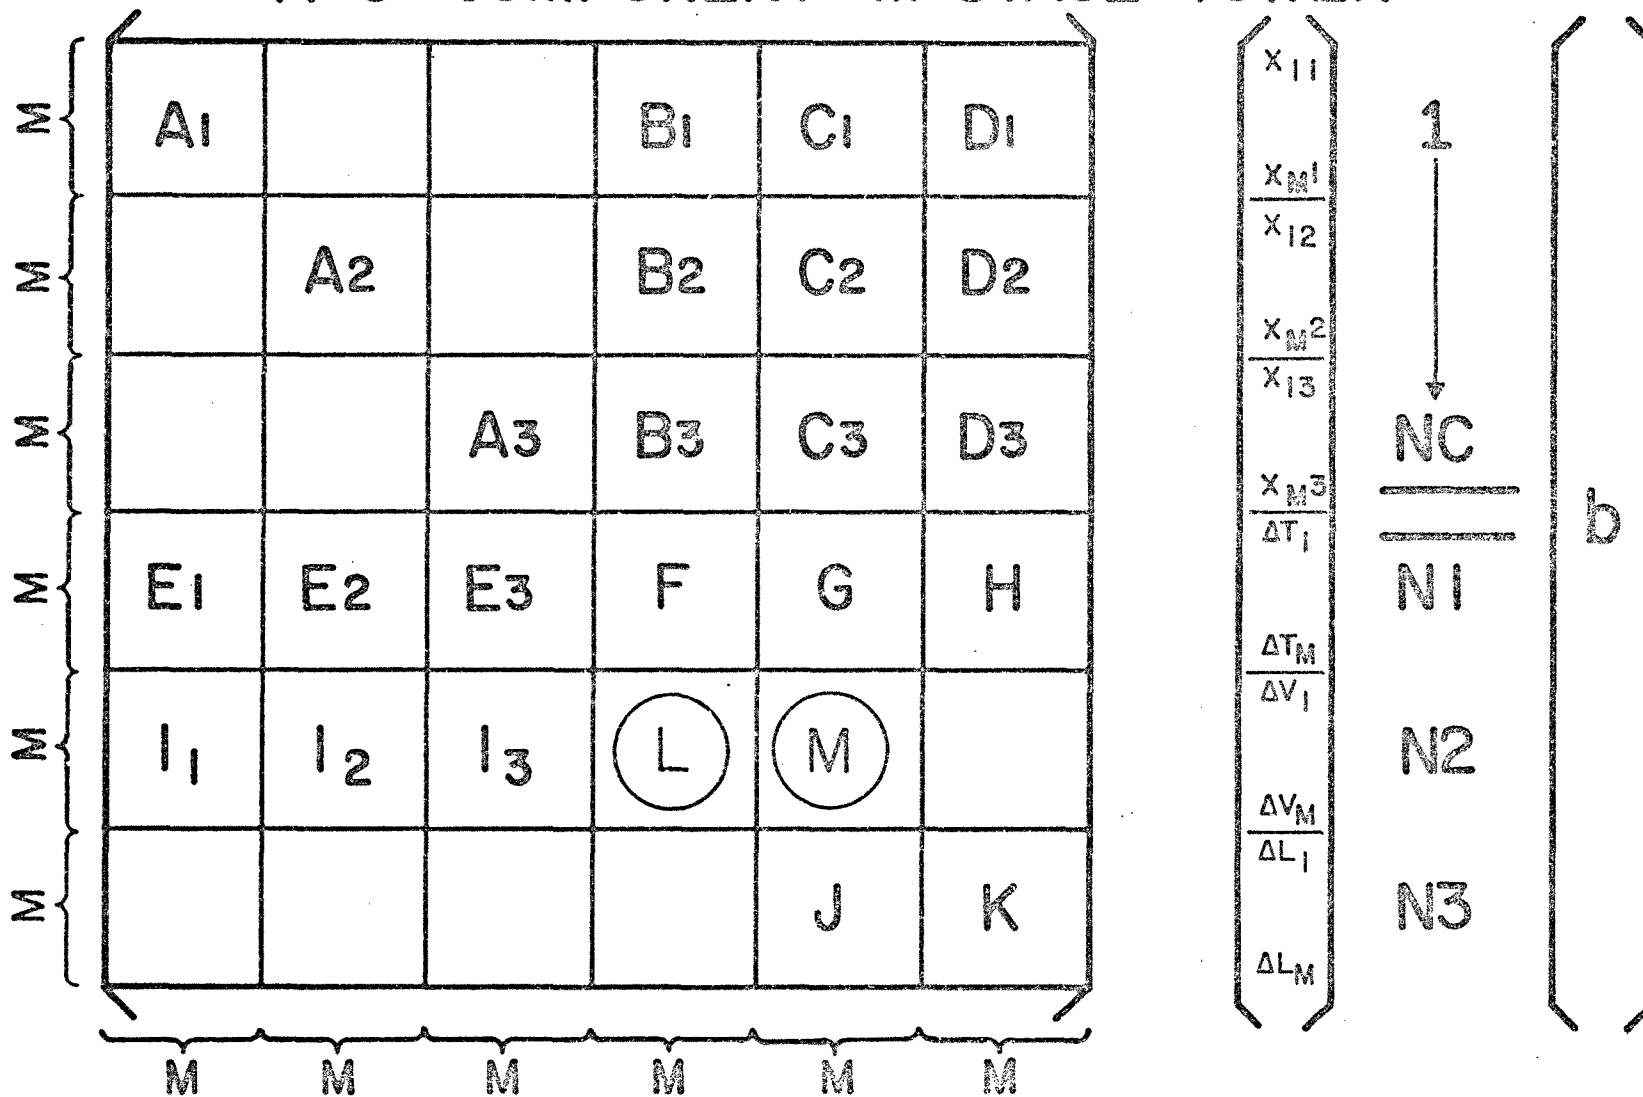 M A1 B1 C1 D1 X11 1
XM1
M A2 B2 C2 D2 X12
XM2
M A3 B3 C3 D3 X13 NC
XM3 b
M E1 E2 E3 F G H ΔT1 N1
ΔTM
M I1 I2 I3 L M ΔV1 N2
ΔVM
M J K ΔL1 N3
ΔLM
M M M M M M